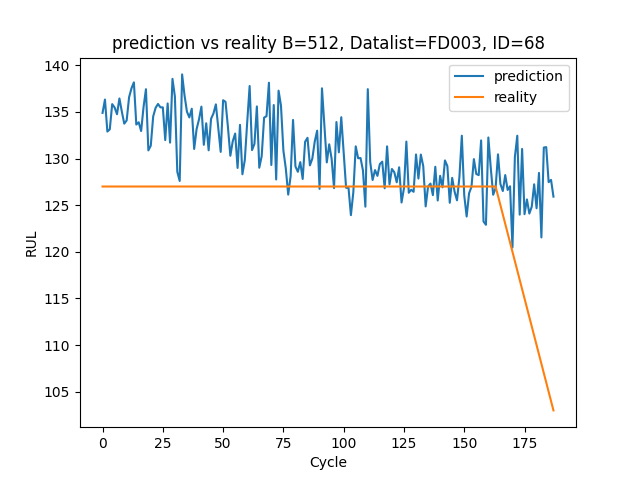 prediction vs reality B=512, Datalist=FD003, ID=68
prediction
reality
RUL
140
135
130
125
120
115
110
105
0 25 50 75 100 125 150 175
Cycle